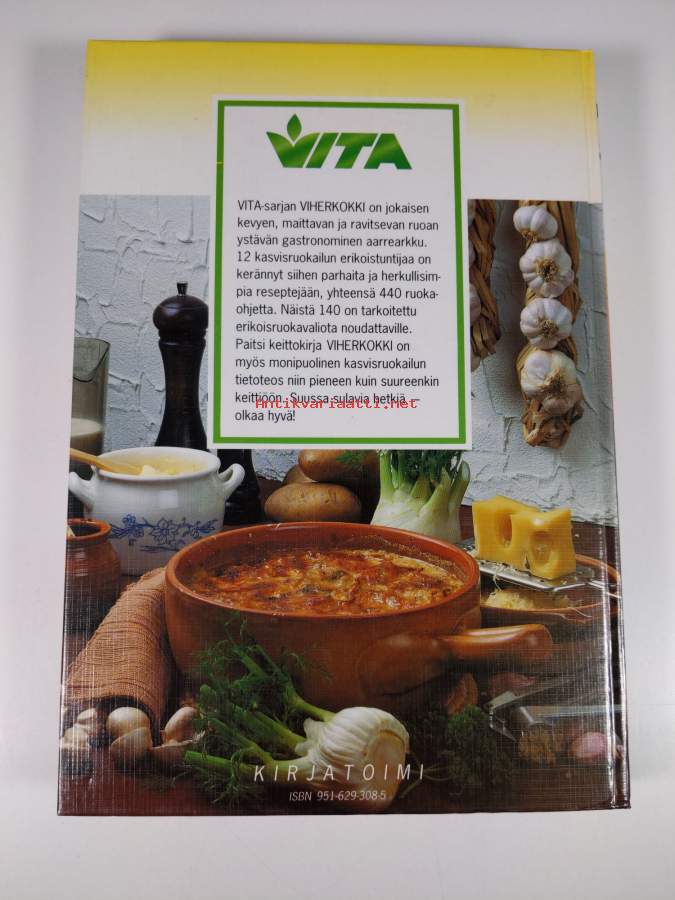 VITA
VITA-sarjan VIHERKOKKI on jokaisen
kevyen, maittavan ja ravitsevan ruoan
ystävän gastronominen aarrearkku.
12 kasvisruokailun erikoistuntijaa on
kerännyt siihen parhaita ja herkullisim-
pia reseptejään, yhteensä 440 ruoka-
ohjetta. Näistä 140 on tarkoitettu
erikoisruokavaliota noudattaville.
Paitsi keittokirja VIHERKOKKI on
myös monipuolinen kasvisruokailun
tietoteos niin pieneen kuin suureenkin
keittiöön. Suussa sulavia hetkiä –
Antikvariaatti.net
olkaa hyvä!
KIRJATOIMI
ISBN 951-629-308-5